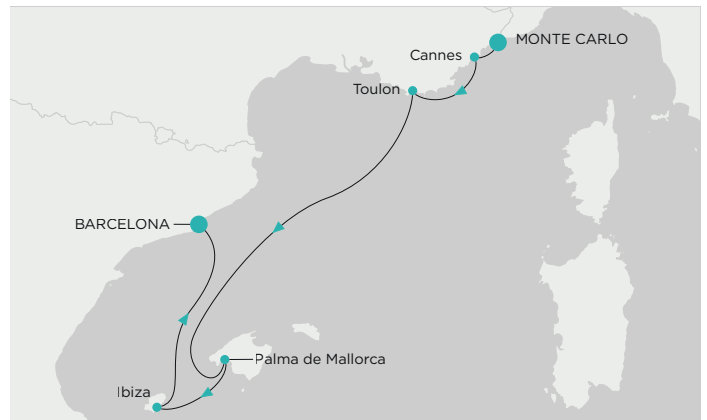 MONTE CARLO
Cannes
Toulon
BARCELONA
Palma de Mallorca
Ibiza